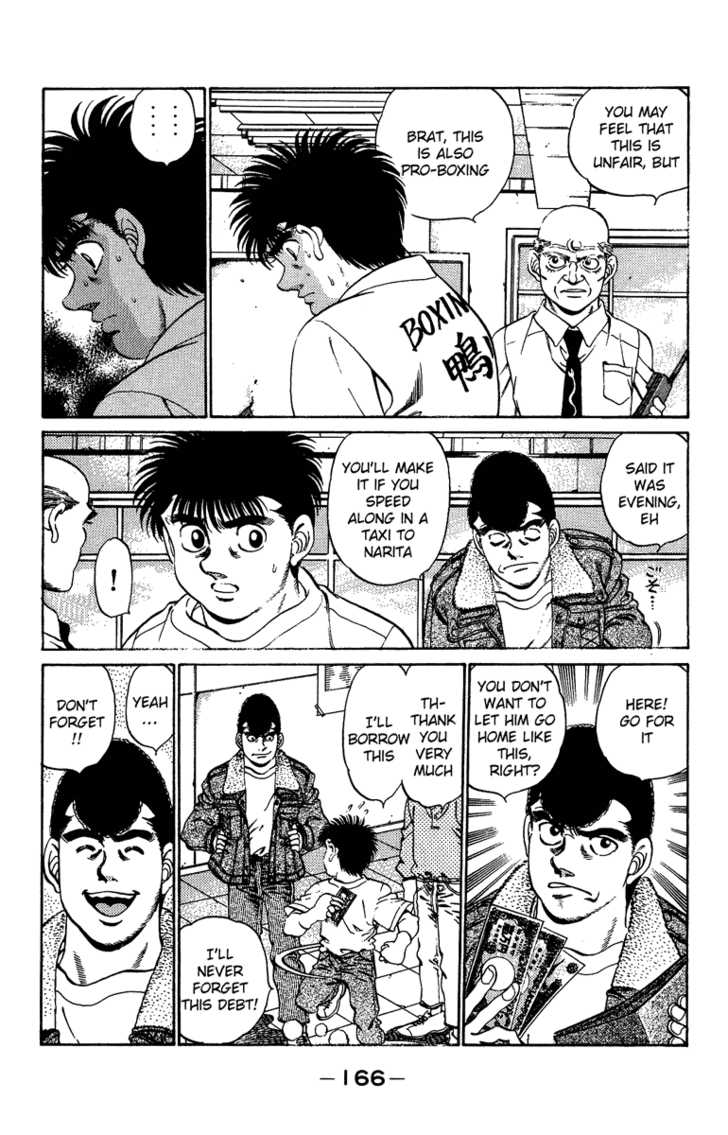 YOU MAY
FEEL THAT
THIS IS
UNFAIR, BUT
BRAT, THIS
IS ALSO
PRO-BOXING
BOXIN
鴨
......
SAID IT
WAS
EVENING,
EH
YOU'LL MAKE
IT IF YOU
SPEED
ALONG IN A
TAXI TO
NARITA
!
HERE!
GO FOR
IT
YOU DON'T
WANT TO
LET HIM GO
HOME LIKE
THIS,
RIGHT?
TH-
THANK
YOU
VERY
MUCH
I'LL
BORROW
THIS
I'LL
NEVER
FORGET
THIS DEBT!
YEAH
...
DON'T
FORGET
!!
-166-